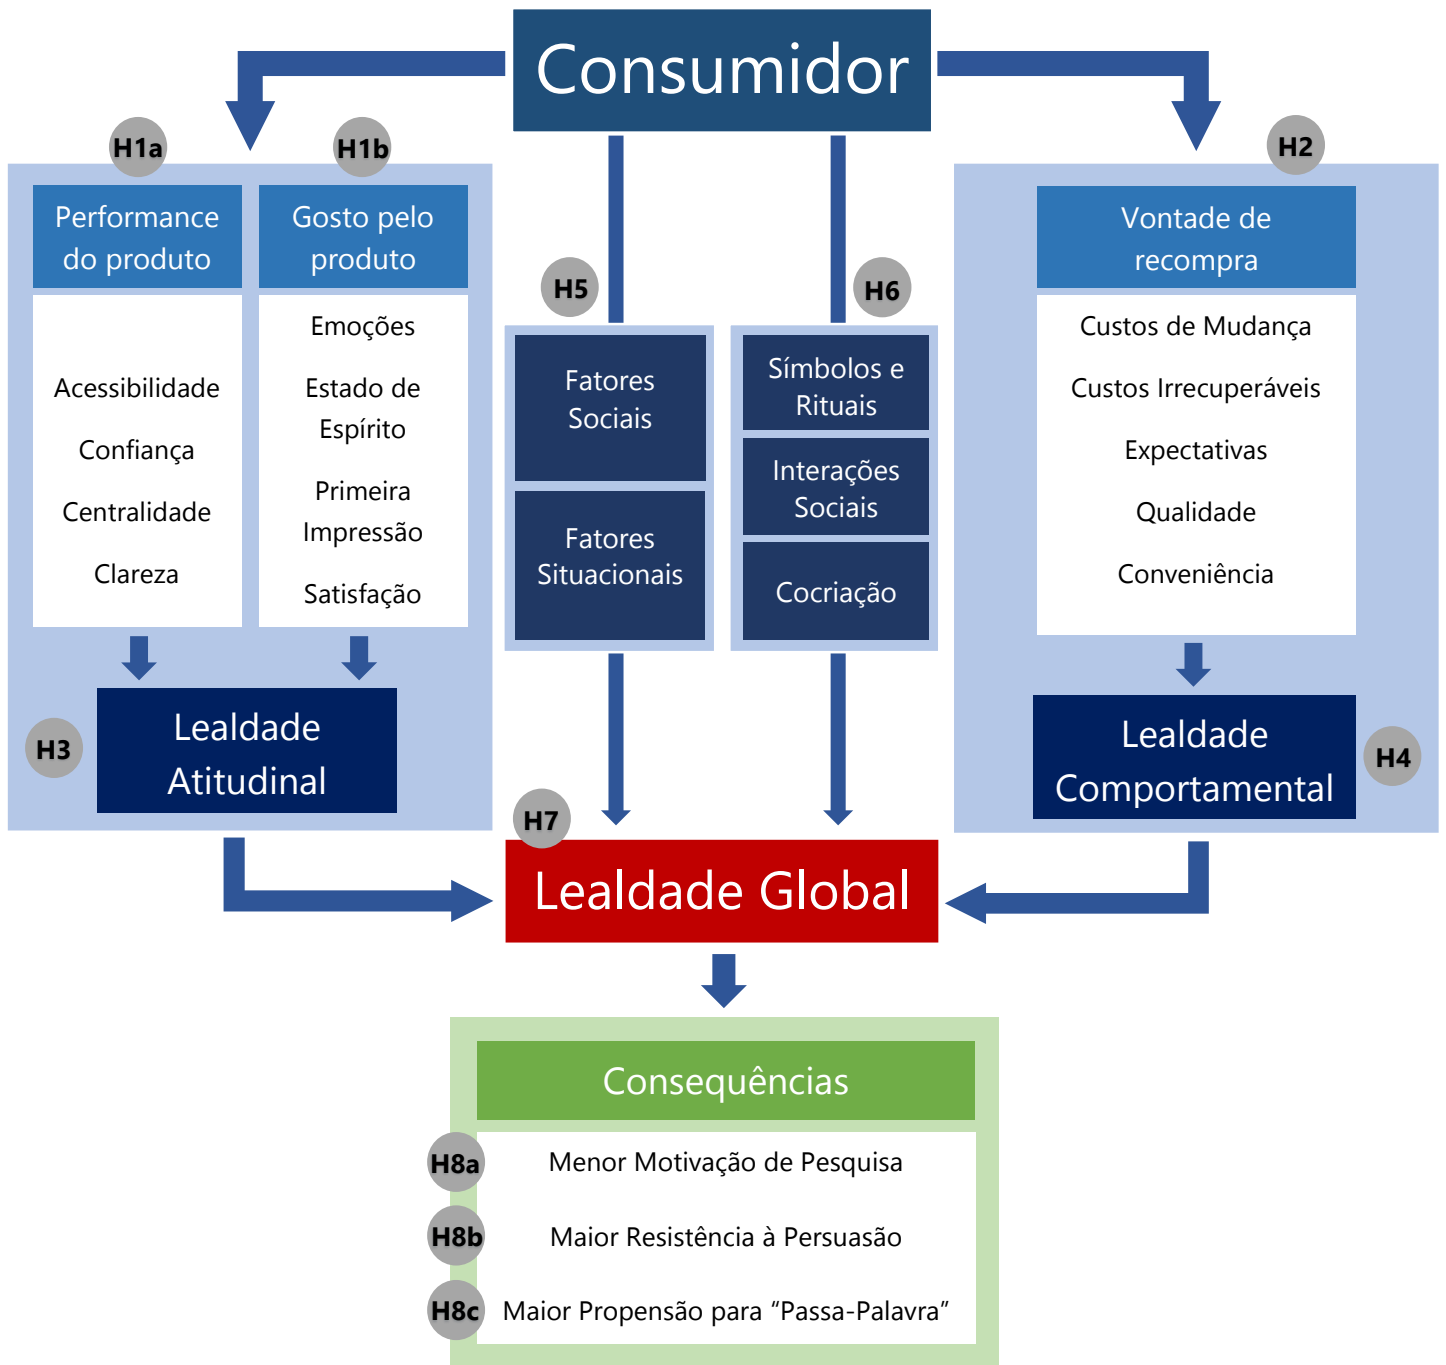 Consumidor
H1a
H1b
H2
Performance
do produto
Gosto pelo
produto
Vontade de
recompra
H5
H6
Acessibilidade
Confiança
Centralidade
Clareza
Emoções
Estado de
Espírito
Primeira
Impressão
Satisfação
Fatores
Sociais
Fatores
Situacionais
Símbolos e
Rituais
Interações
Sociais
Cocriação
Custos de Mudança
Custos Irrecuperáveis
Expectativas
Qualidade
Conveniência
H3
Lealdade
Atitudinal
Lealdade
Comportamental
H4
H7
Lealdade Global
Consequências
H8a
Menor Motivação de Pesquisa
H8b
Maior Resistência à Persuasão
H8c
Maior Propensão para “Passa-Palavra”